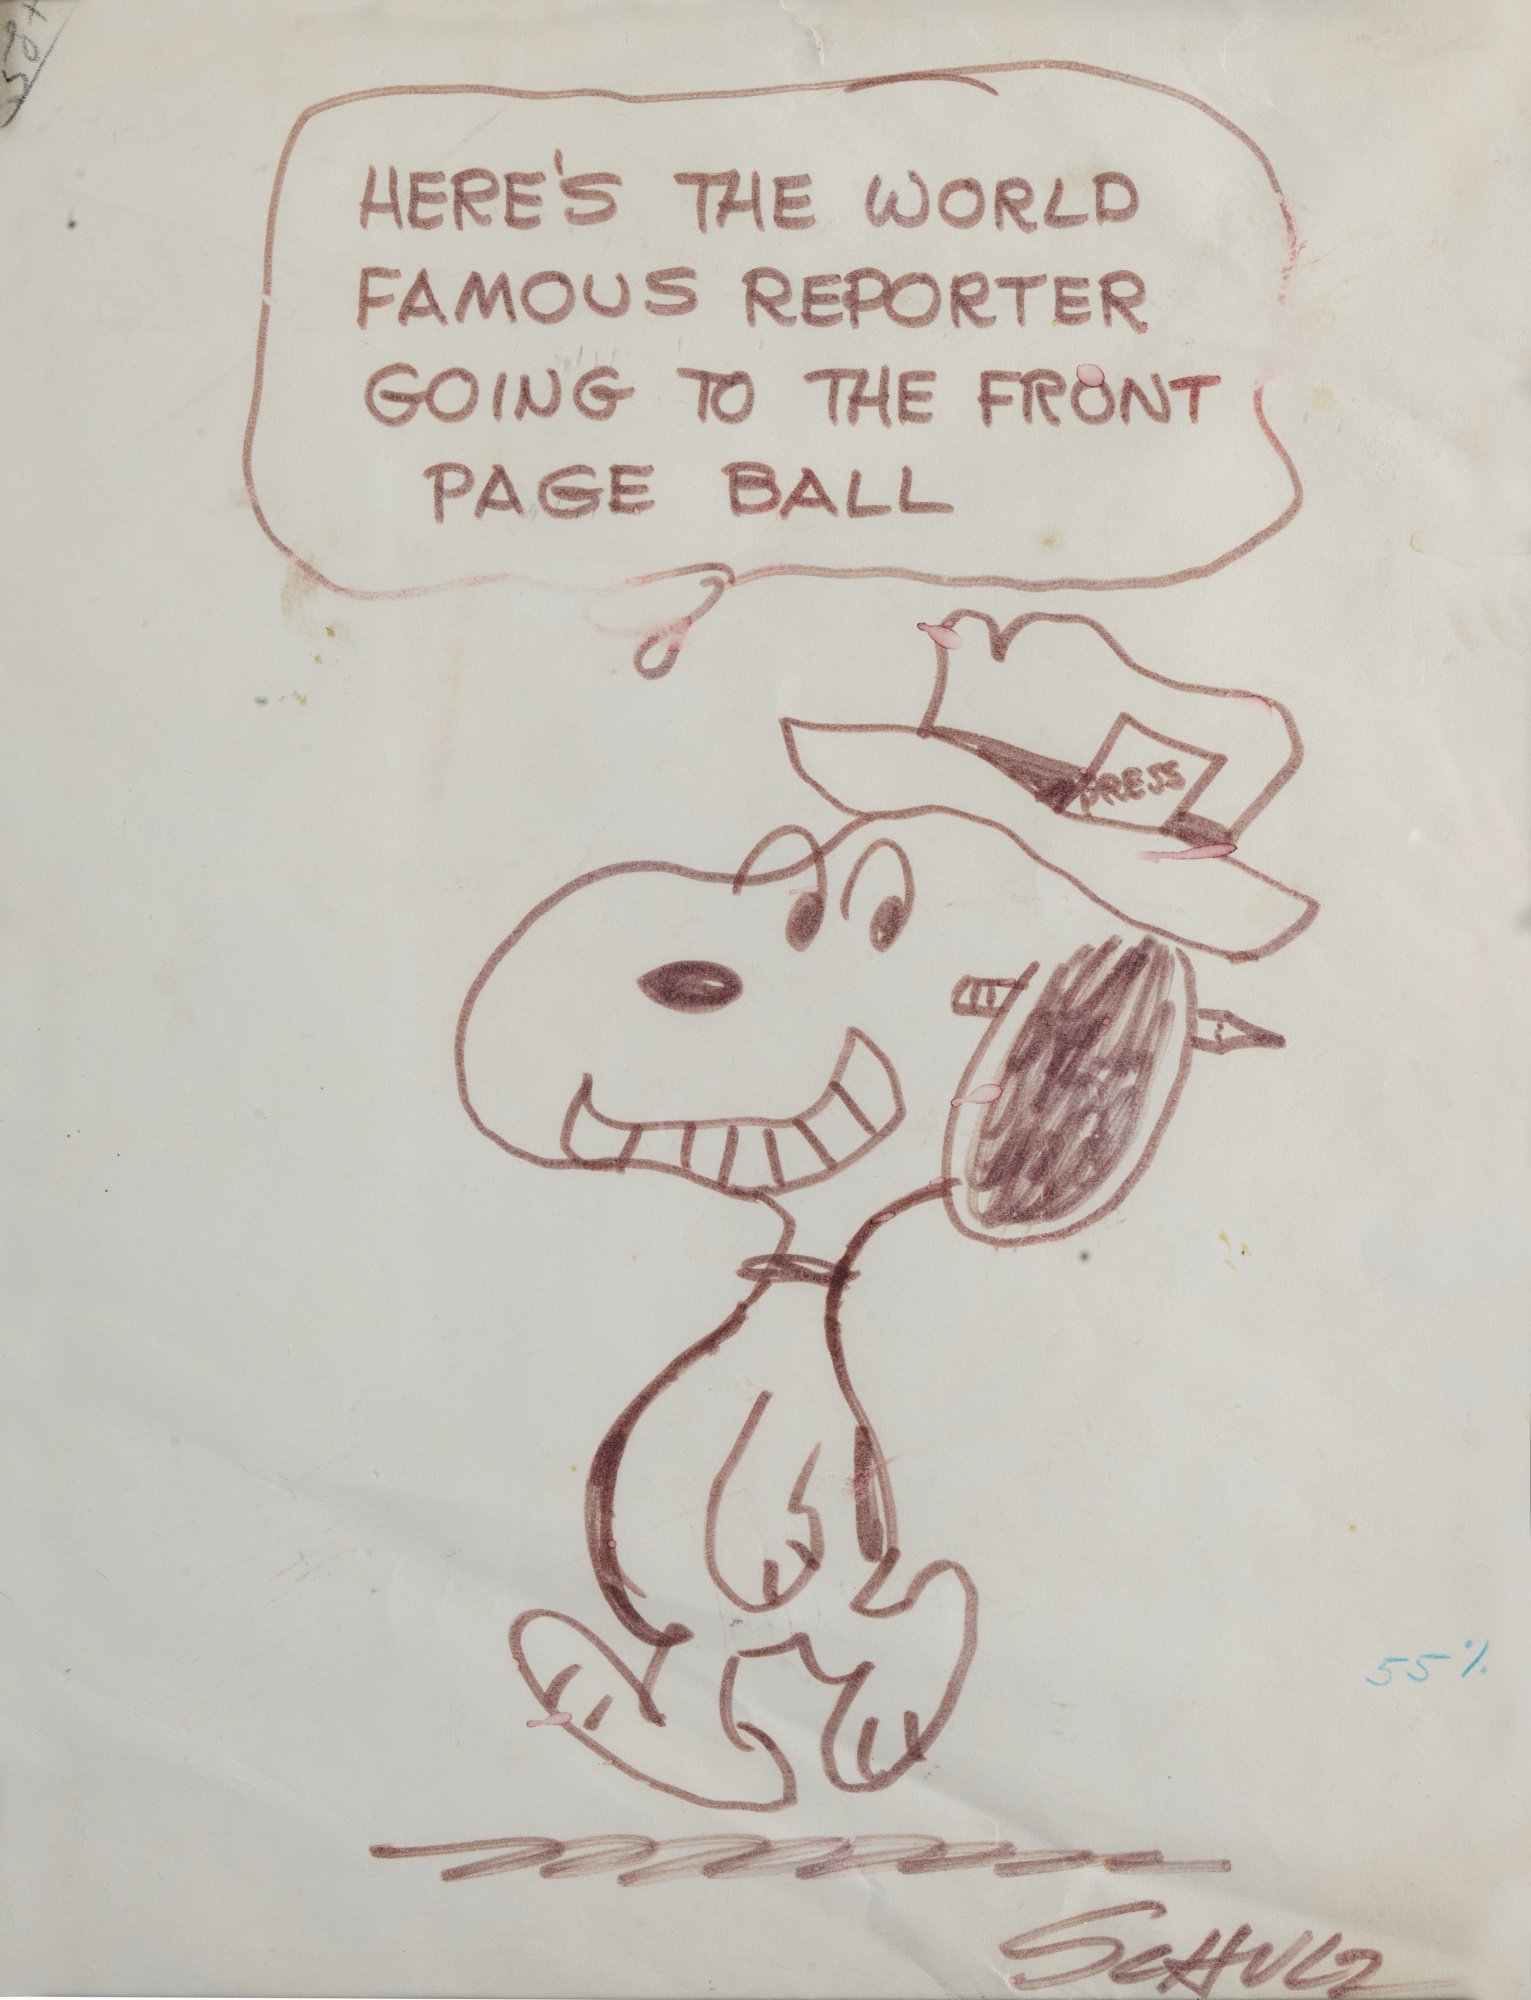 HERE'S THE WORLD
FAMOUS REPORTER
GOING TO THE FRONT
PAGE BALL
PRESS
55%
SCHULZ